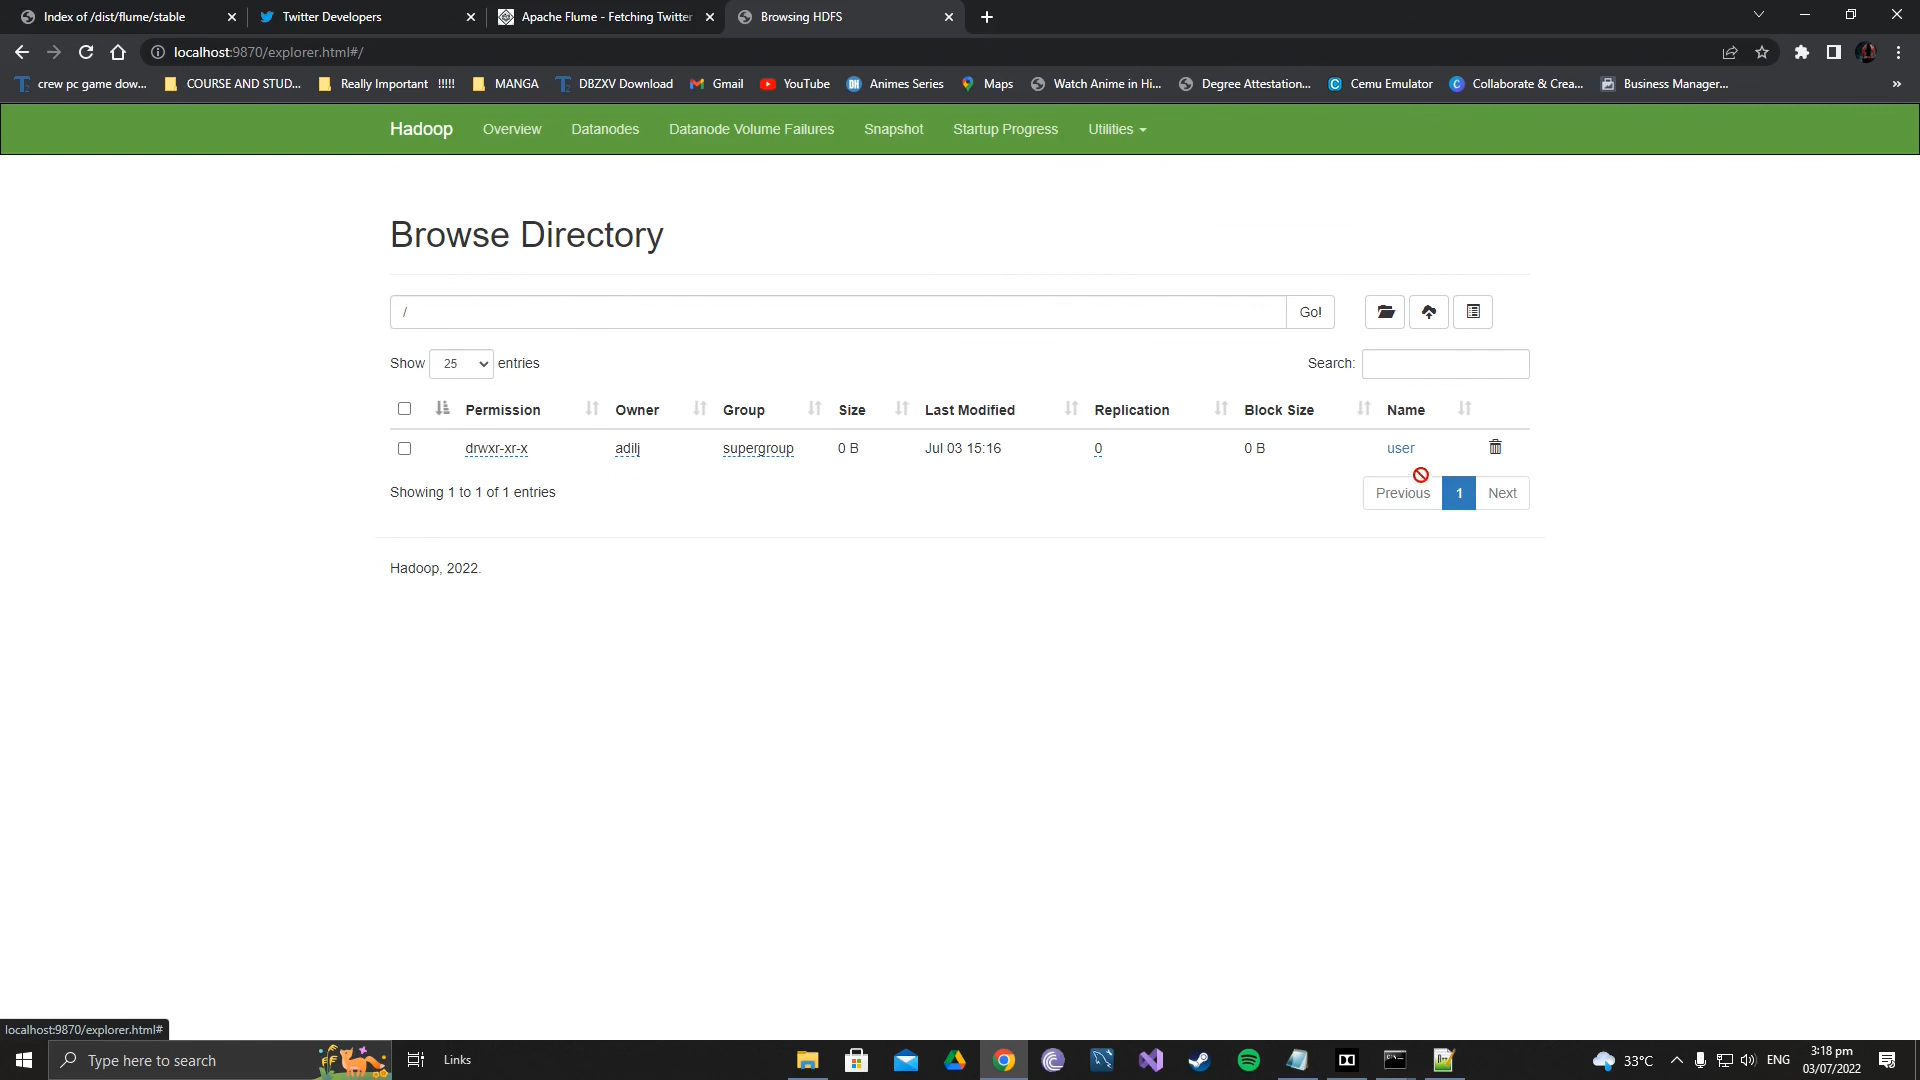 Index of /dist/flume/stable
Twitter Developers
Apache Flume - Fetching Twitter
Browsing HDFS
localhost:9870/explorer.html#/
crew pc game dow...
COURSE AND STUD...
Really Important !!!!!
MANGA
DBZXV Download
Gmail
YouTube
Animes Series
Maps
Watch Anime in Hi...
Degree Attestation...
Cemu Emulator
Collaborate & Crea...
Business Manager...
»
Hadoop Overview Datanodes Datanode Volume Failures Snapshot Startup Progress Utilities
Browse Directory
/ Go!
Show 25 entries Search:
Permission Owner Group Size Last Modified Replication Block Size Name
drwxr-xr-x adilj supergroup 0 B Jul 03 15:16 0 0 B user
Showing 1 to 1 of 1 entries Previous 1 Next
Hadoop, 2022.
localhost:9870/explorer.html#
Type here to search
Links
33°C
ENG
3:18 pm
03/07/2022